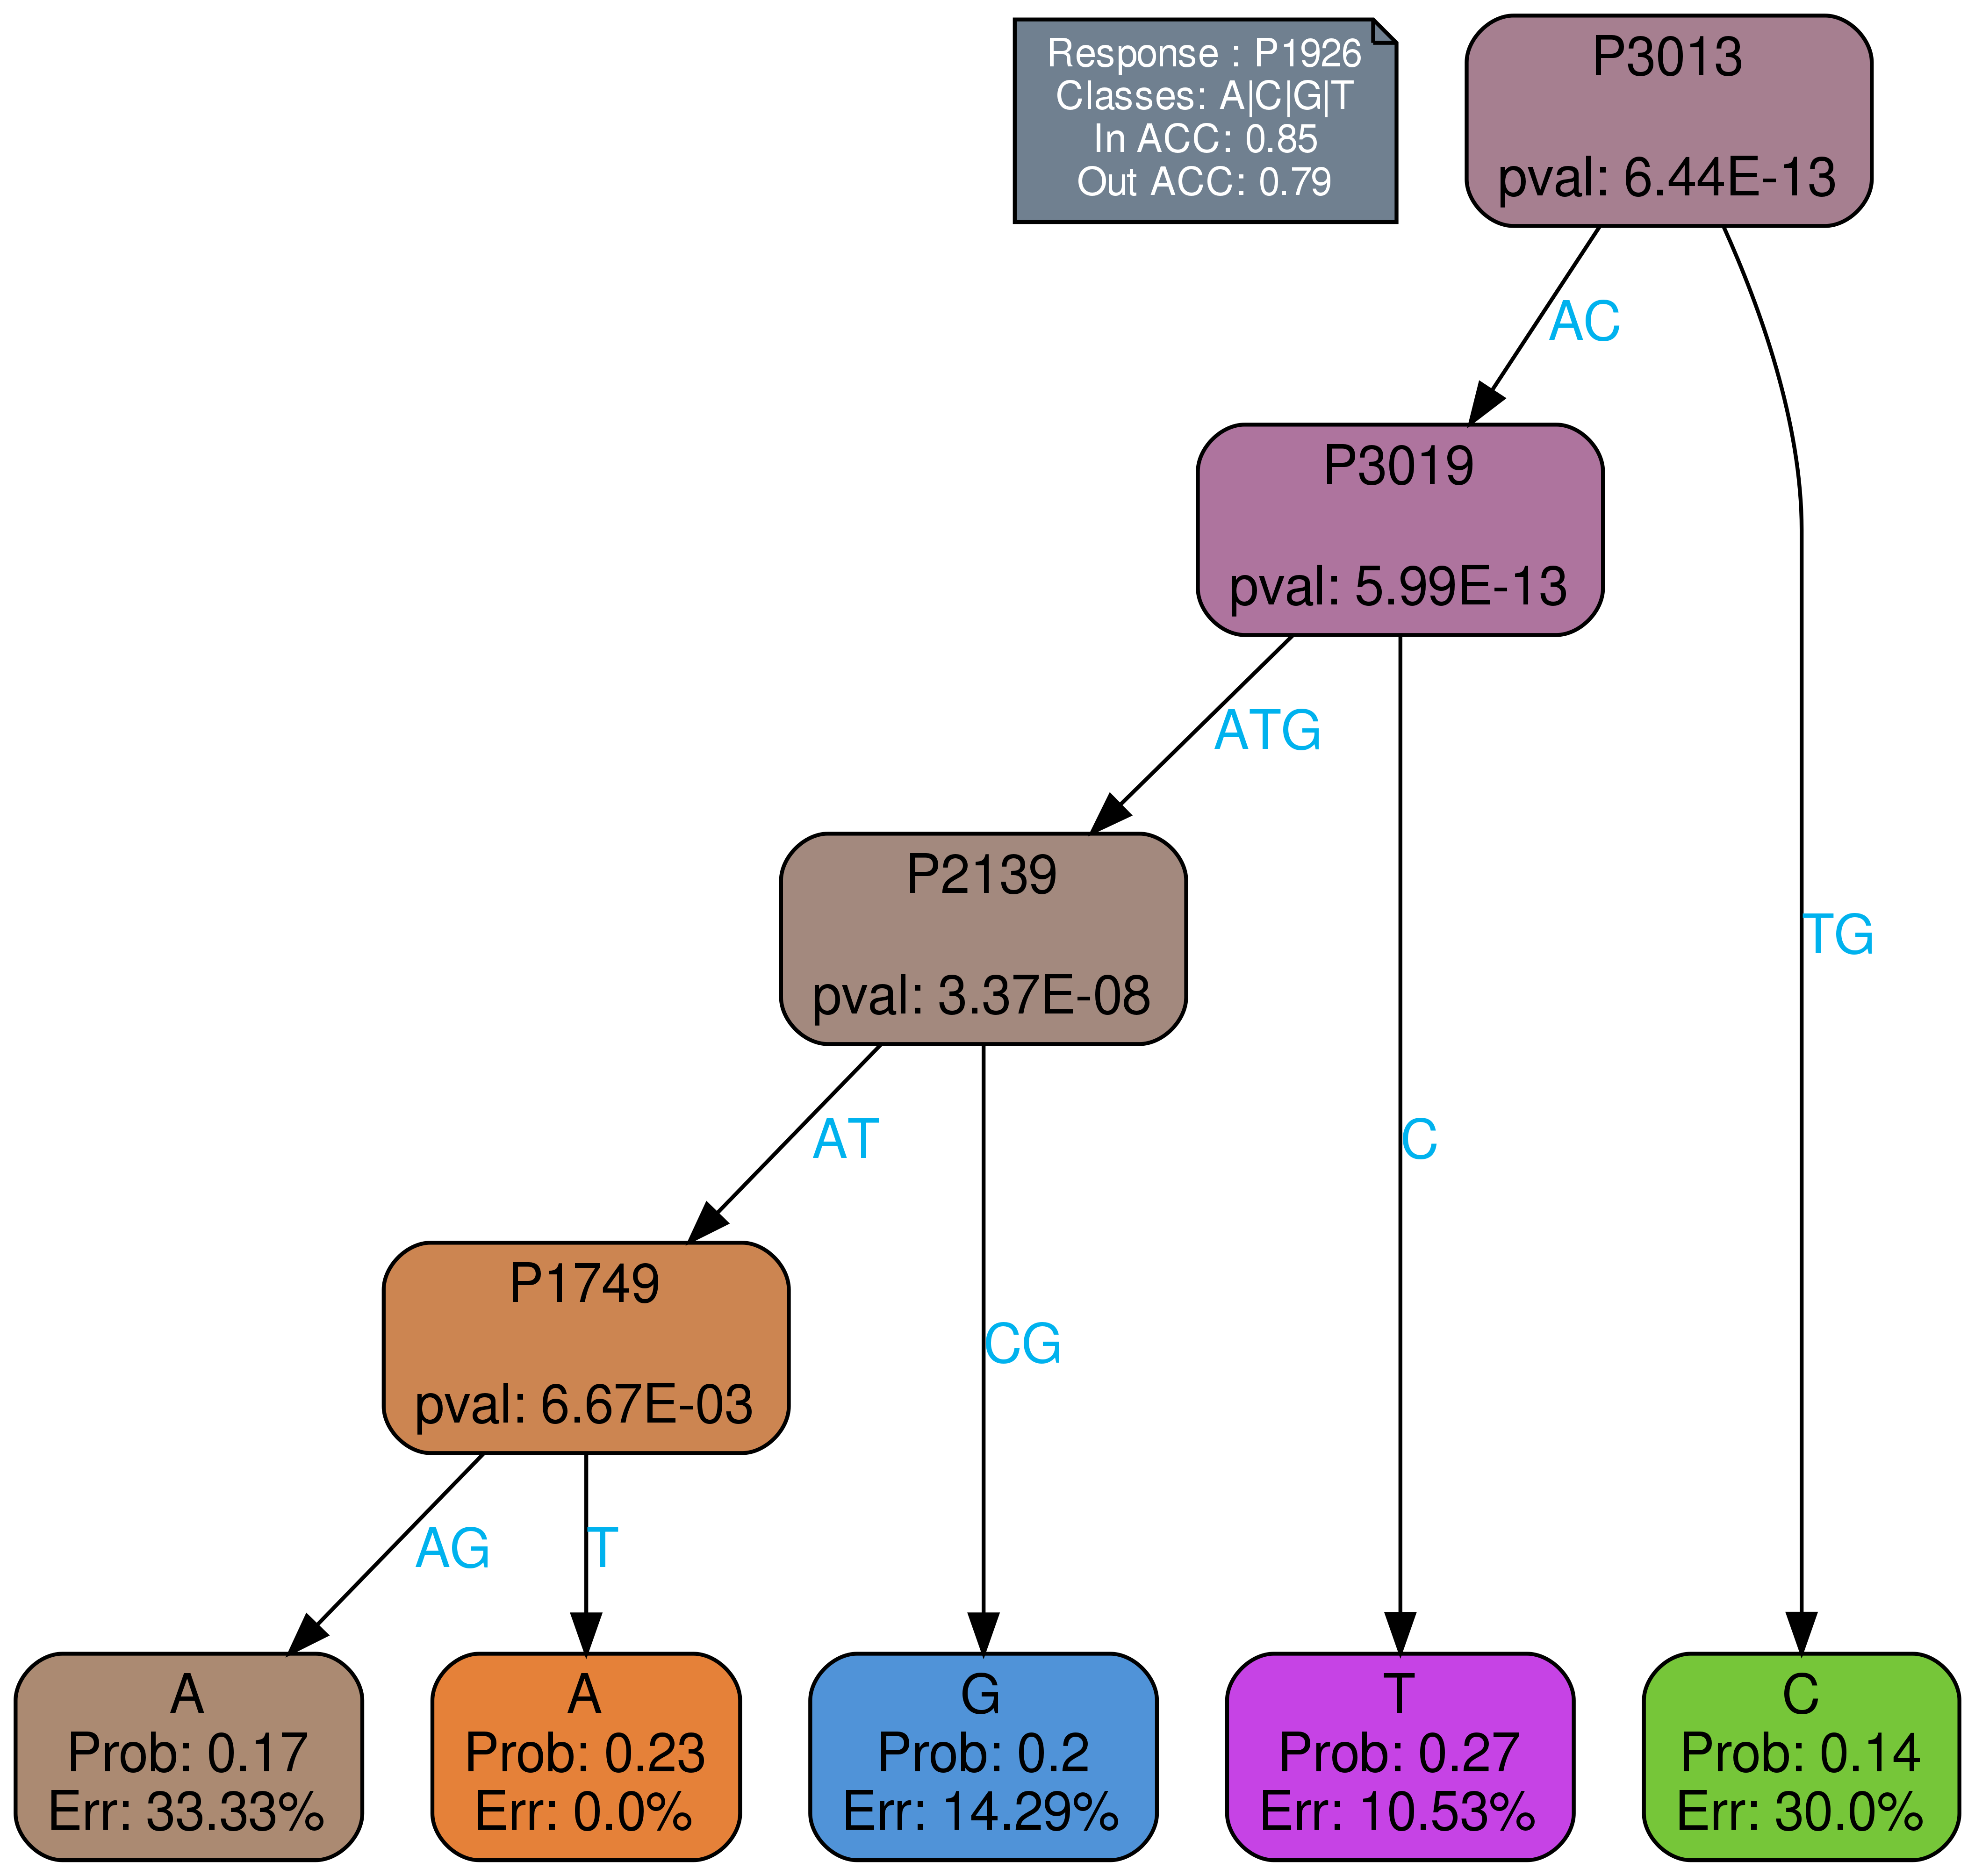 Response : P1926
Classes: A|C|G|T
In ACC: 0.85
Out ACC: 0.79
P3013
pval: 6.44E-13
AC
P3019
pval: 5.99E-13
ATG
P2139
pval: 3.37E-08
TG
AT
C
P1749
pval: 6.67E-03
CG
AG
T
A
Prob: 0.17
Err: 33.33%
A
Prob: 0.23
Err: 0.0%
G
Prob: 0.2
Err: 14.29%
T
Prob: 0.27
Err: 10.53%
C
Prob: 0.14
Err: 30.0%